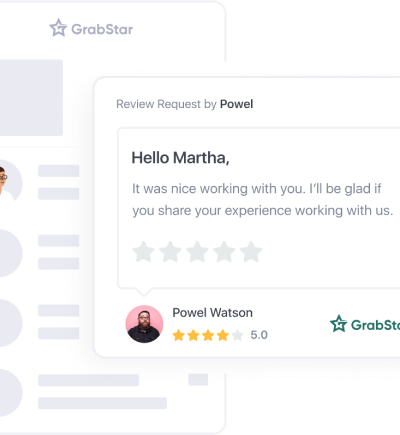 GrabStar
Review Request by Powel
Hello Martha,
It was nice working with you. I'll be glad if
you share your experience working with us.
Powel Watson
5.0
GrabSta